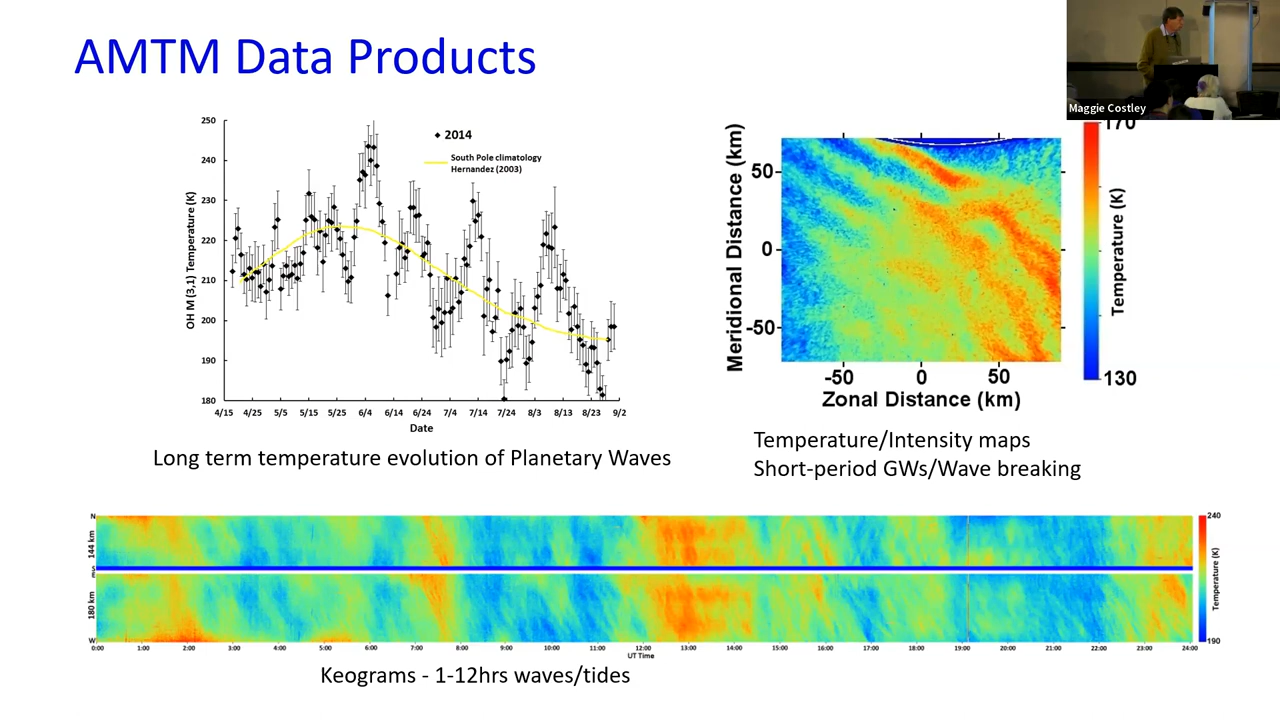 AMTM Data Products
Maggie Costley
250
240
230
220
210
200
190
180
OH M (3,1) Temperature (K)
2014
South Pole climatology
Hernandez (2003)
4/15 4/25 5/5 5/15 5/25 6/4 6/14 6/24 7/4 7/14 7/24 8/3 8/13 8/23 9/2
Date
Long term temperature evolution of Planetary Waves
Meridional Distance (km)
50
0
-50
-50 0 50
Zonal Distance (km)
170
130
Temperature (K)
Temperature/Intensity maps
Short-period GWs/Wave breaking
N
144 km
180 km
W
0:00 1:00 2:00 3:00 4:00 5:00 6:00 7:00 8:00 9:00 10:00 11:00 12:00 13:00 14:00 15:00 16:00 17:00 18:00 19:00 20:00 21:00 22:00 23:00 24:00
UT Time
240
190
Temperature (K)
Keograms - 1-12hrs waves/tides